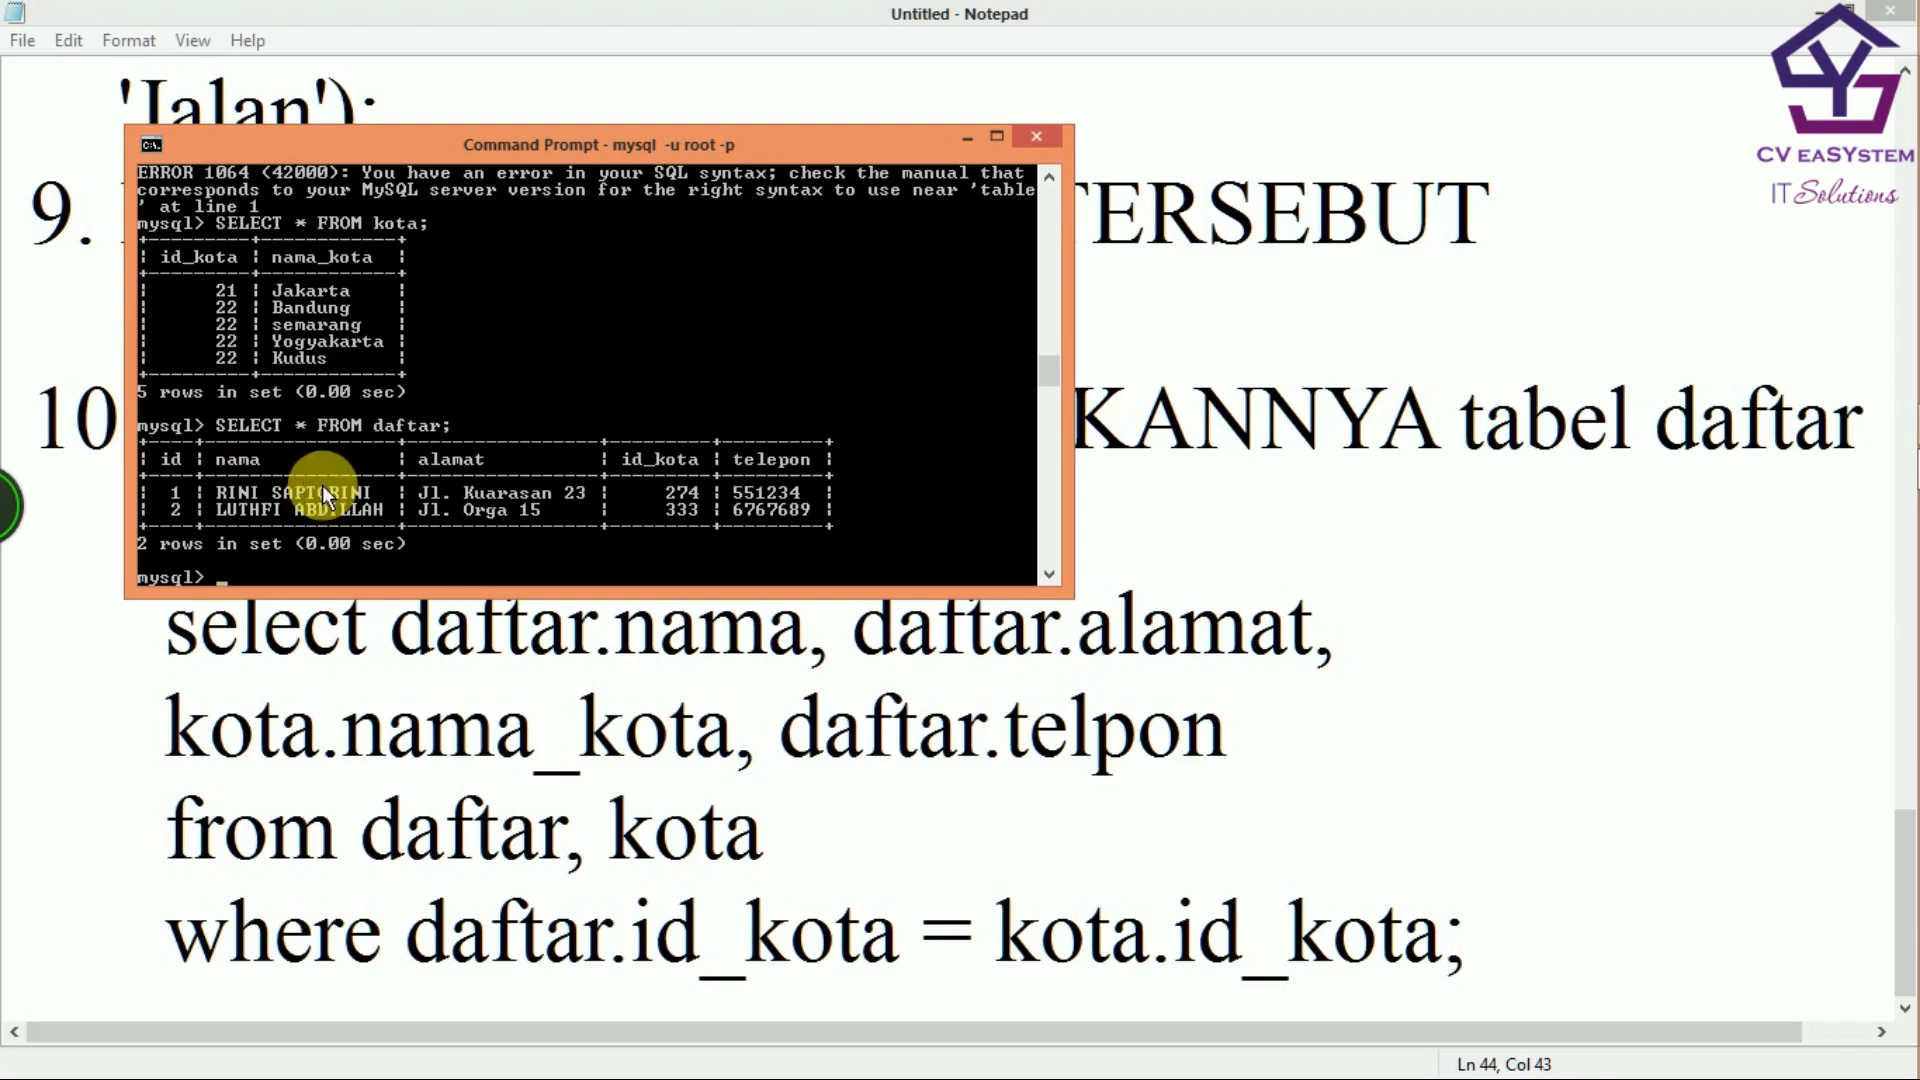 Untitled - Notepad
File Edit Format View Help
'Jalan');
CV EASYSTEM
IT Solutions
Command Prompt - mysql -u root -p
ERROR 1064 (42000): You have an error in your SQL syntax; check the manual that
corresponds to your MySQL server version for the right syntax to use near 'table
' at line 1
mysql> SELECT * FROM kota;
| id_kota | nama_kota |
| 21 | Jakarta |
| 22 | Bandung |
| 22 | semarang |
| 22 | Yogyakarta |
| 22 | Kudus |
5 rows in set (0.00 sec)
mysql> SELECT * FROM daftar;
| id | nama | alamat | id_kota | telepon |
| 1 | RINI SAPTORINI | Jl. Kuarasan 23 | 274 | 551234 |
| 2 | LUTHFI ABDILLAH | Jl. Orga 15 | 333 | 6767689 |
2 rows in set (0.00 sec)
mysql> _
9. TERSEBUT
10 KANNYA tabel daftar
select daftar.nama, daftar.alamat,
kota.nama_kota, daftar.telpon
from daftar, kota
where daftar.id_kota = kota.id_kota;
Ln 44, Col 43